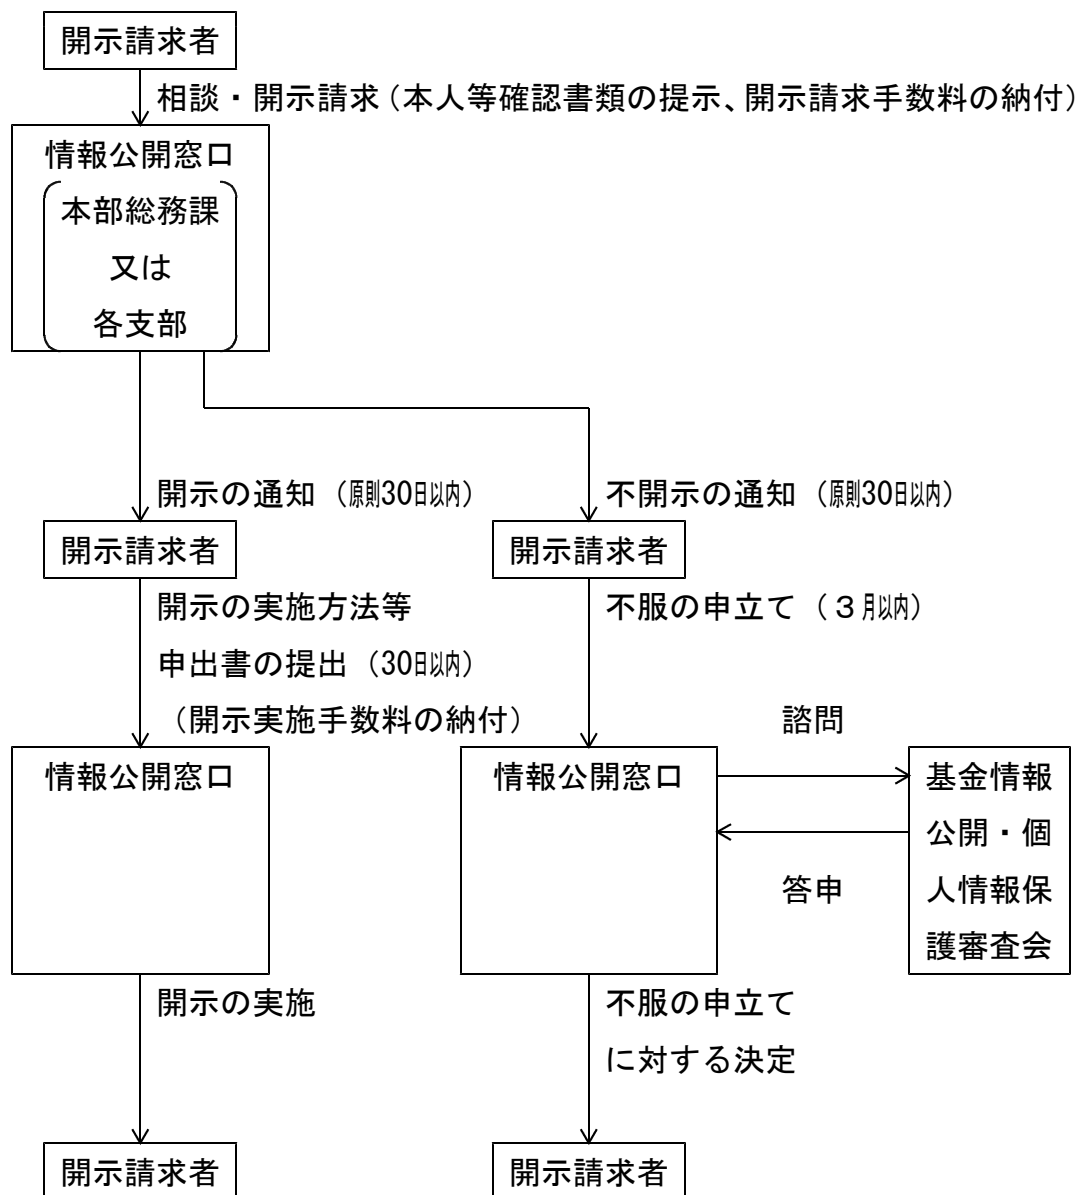 開示請求者
相談・開示請求(本人等確認書類の提示、開示請求手数料の納付)
情報公開窓口
本部総務課
又は
各支部
開示の通知(原則30日以内)
不開示の通知(原則30日以内)
開示請求者
開示請求者
開示の実施方法等
申出書の提出(30日以内)
(開示実施手数料の納付)
不服の申立て(3月以内)
情報公開窓口
情報公開窓口
諮問
答申
基金情報
公開・個
人情報保
護審査会
開示の実施
不服の申立て
に対する決定
開示請求者
開示請求者